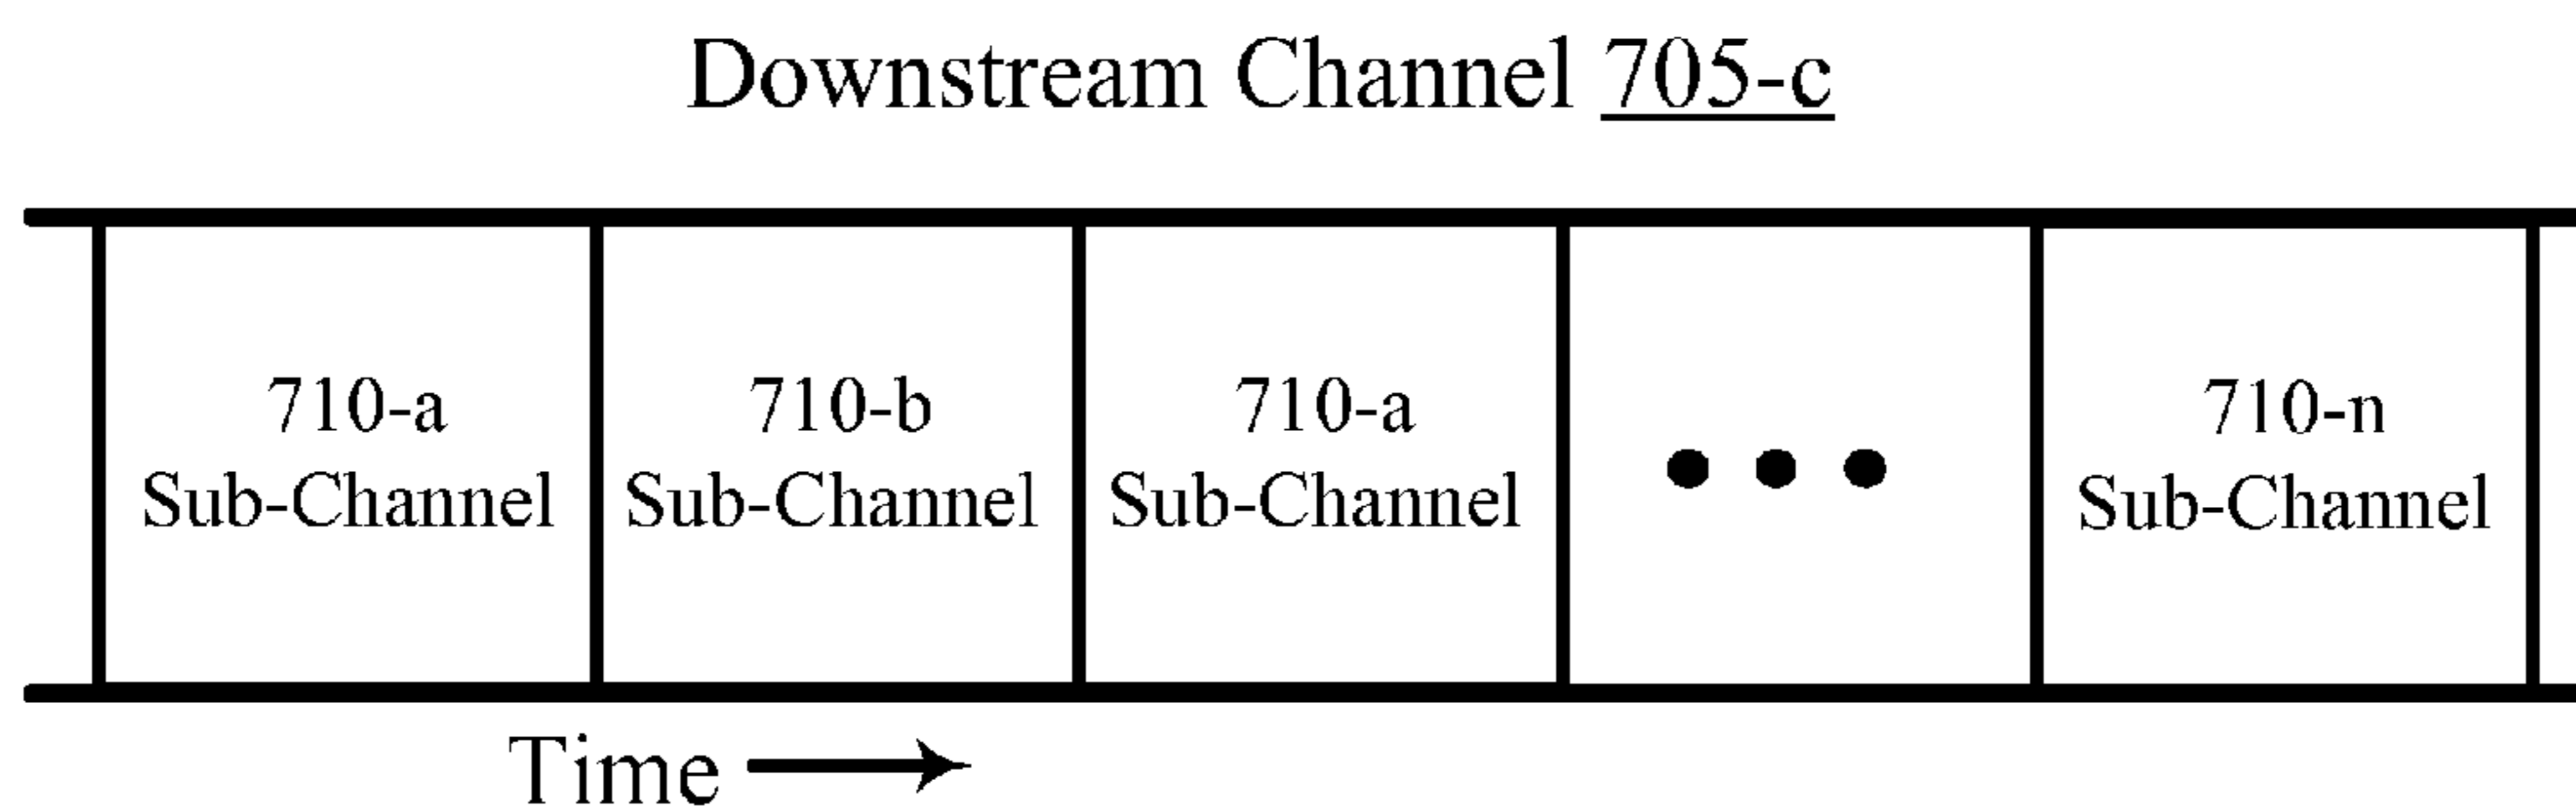 Downstream Channel 705-c
710-a
Sub-Channel
710-b
Sub-Channel
710-a
Sub-Channel
• • •
710-n
Sub-Channel
Time